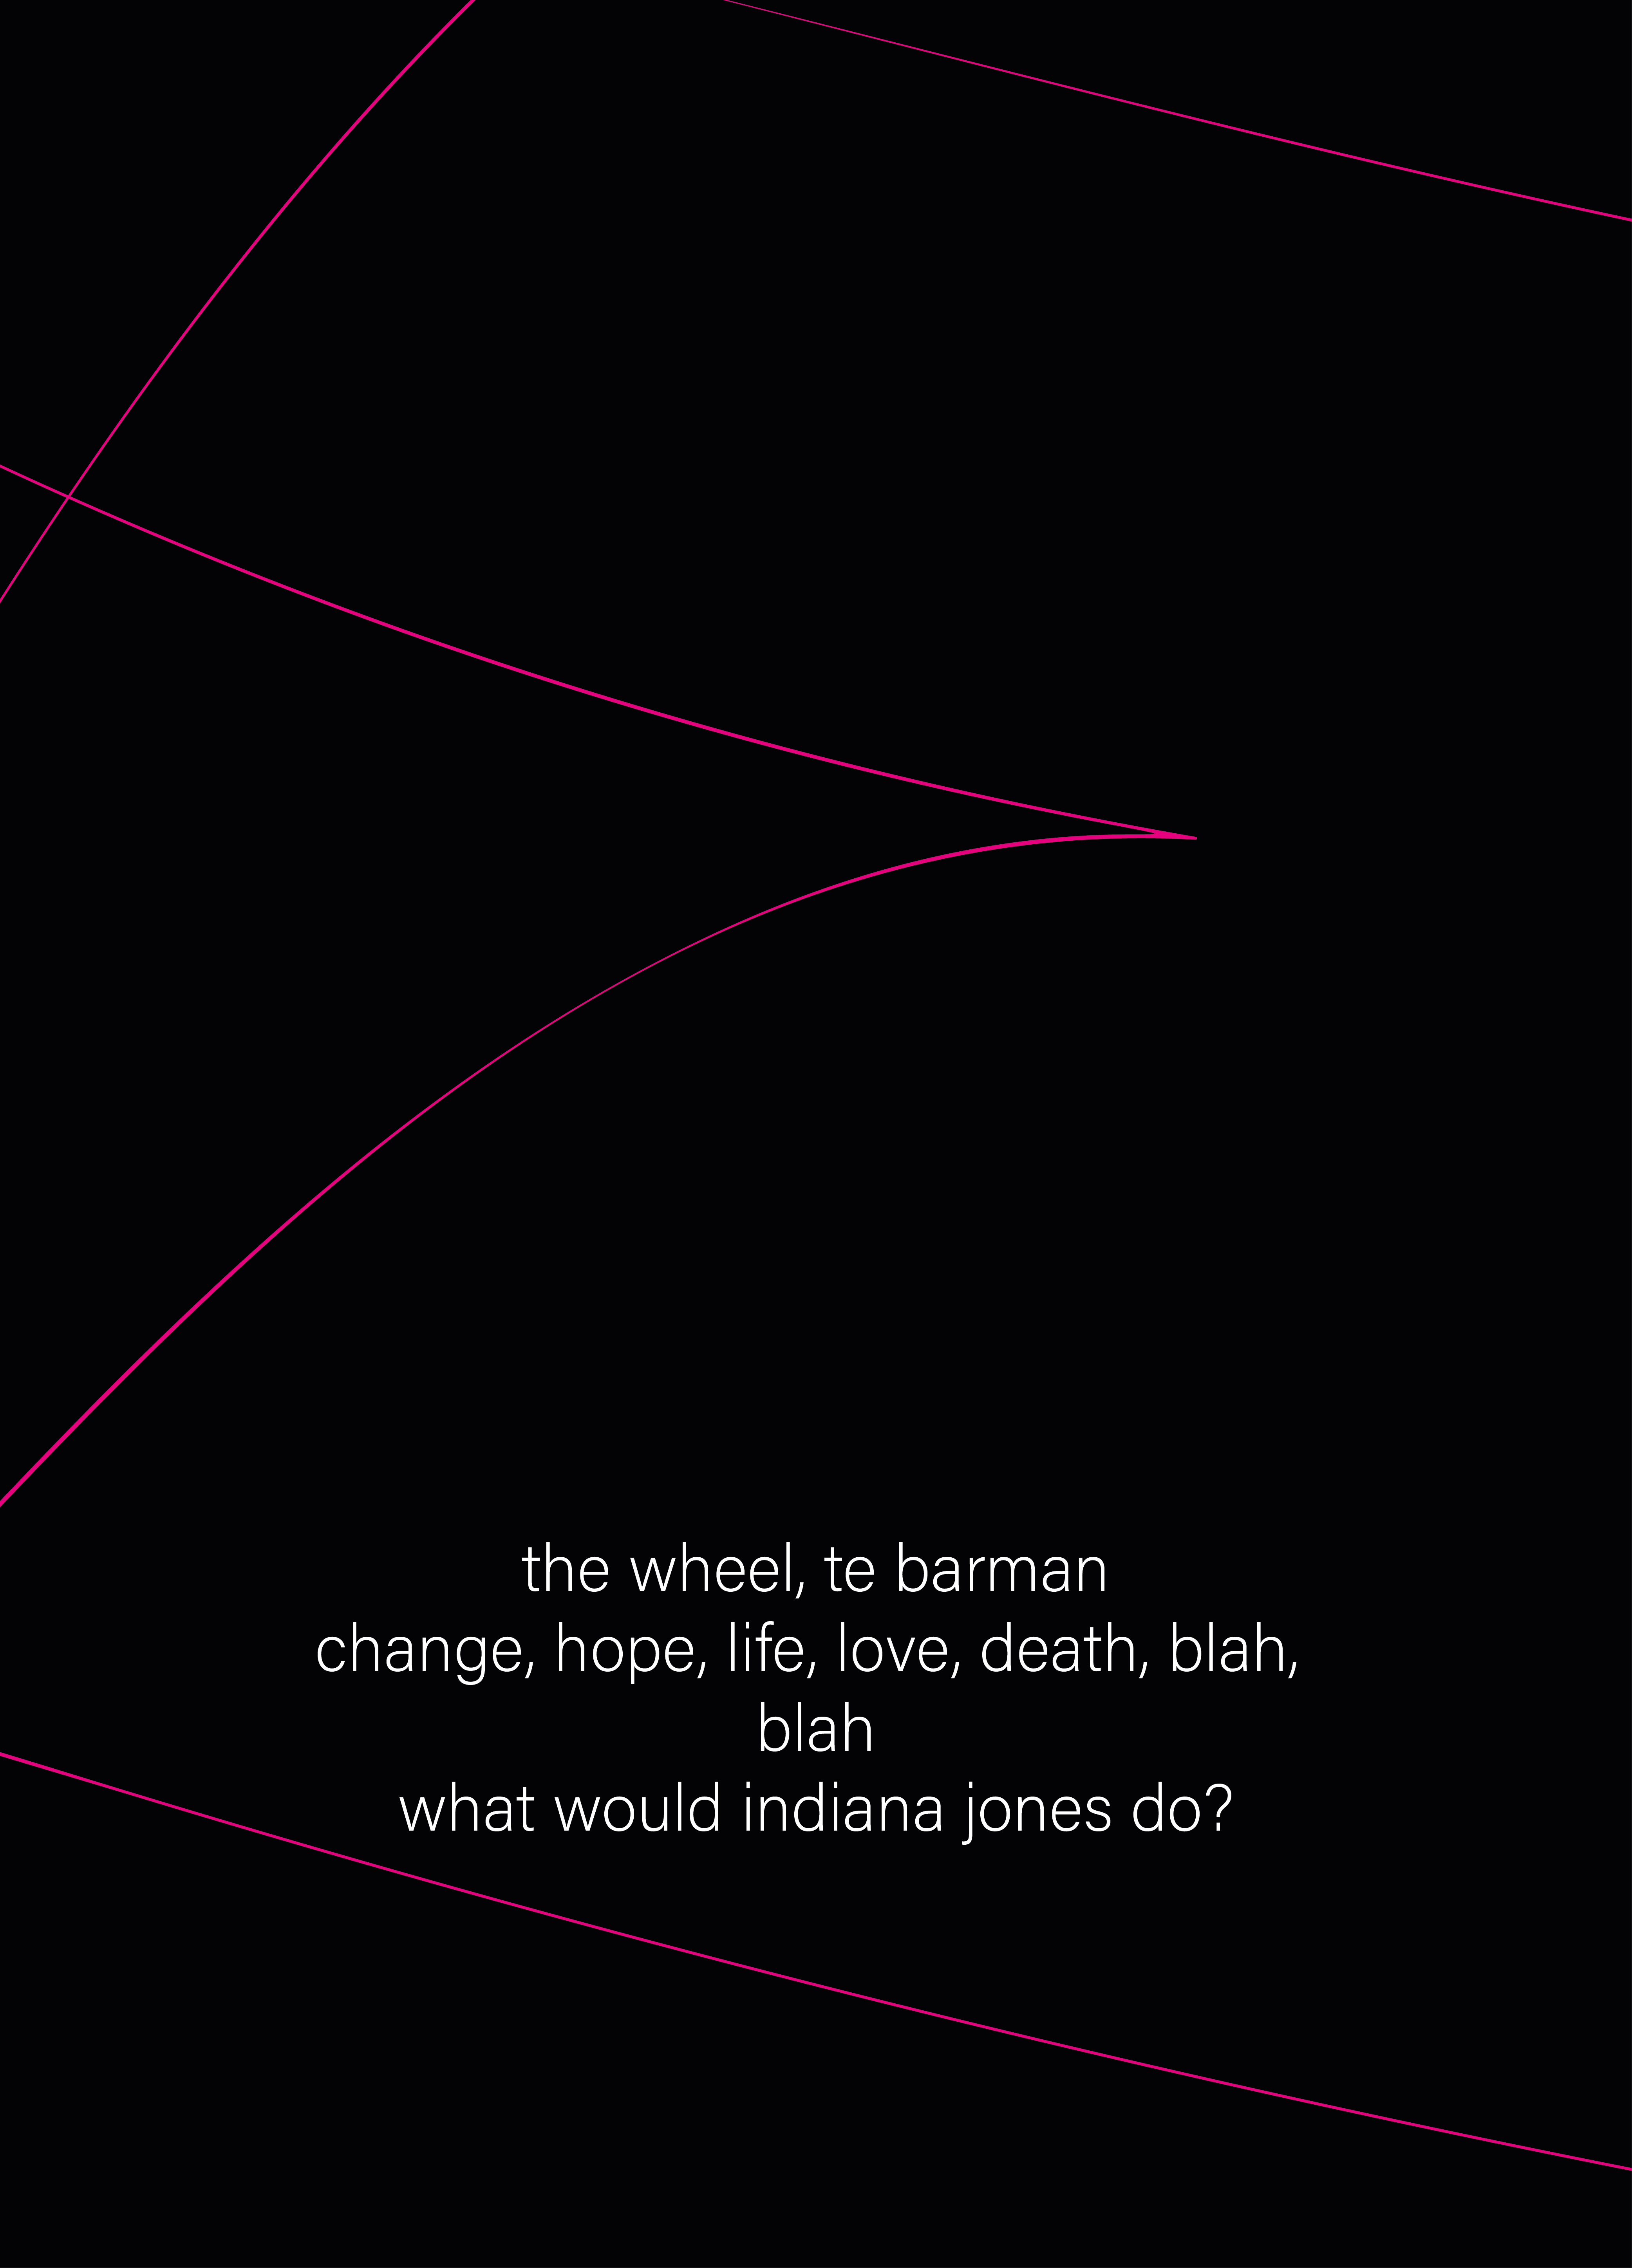 the wheel, te barman
change, hope, life, love, death, blah,
blah
what would indiana jones do?